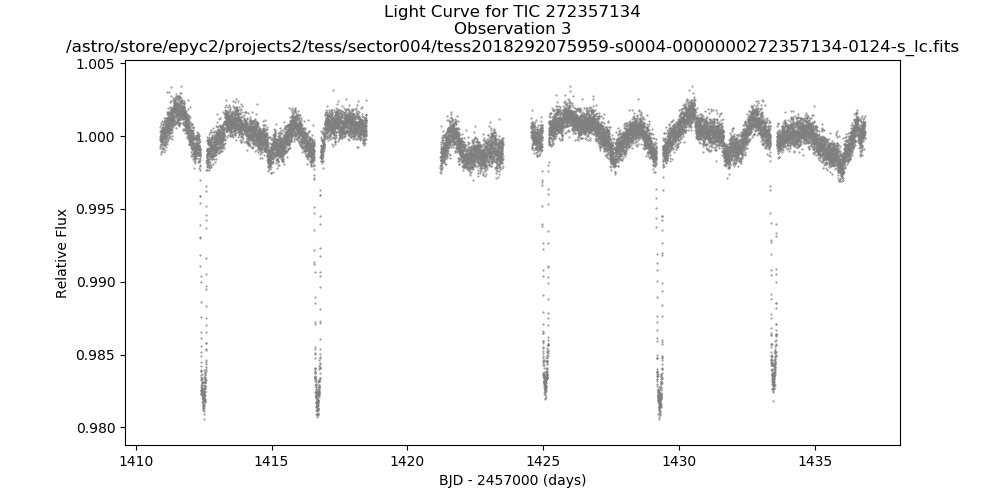 Light Curve for TIC 272357134
Observation 3
/astro/store/epyc2/projects2/tess/sector004/tess2018292075959-s0004-0000000272357134-0124-s_lc.fits
1.005
1.000
0.995
0.990
0.985
0.980
Relative Flux
1410 1415 1420 1425 1430 1435
BJD - 2457000 (days)